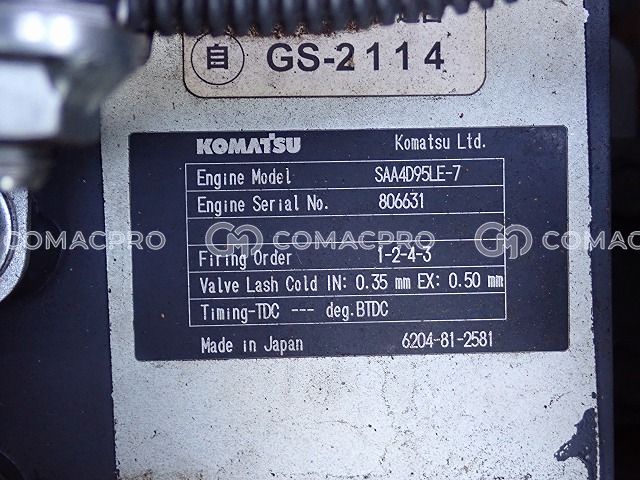 自 GS-2114
KOMATSU Komatsu Ltd.
Engine Model SAA4D95LE-7
Engine Serial No. 806631
COMACPRO CM COMACPRO CM COMACPRO
Firing Order 1-2-4-3
Valve Lash Cold IN: 0.35 mm EX: 0.50 mm
Timing-TDC --- deg.BTDC
Made in Japan 6204-81-2581